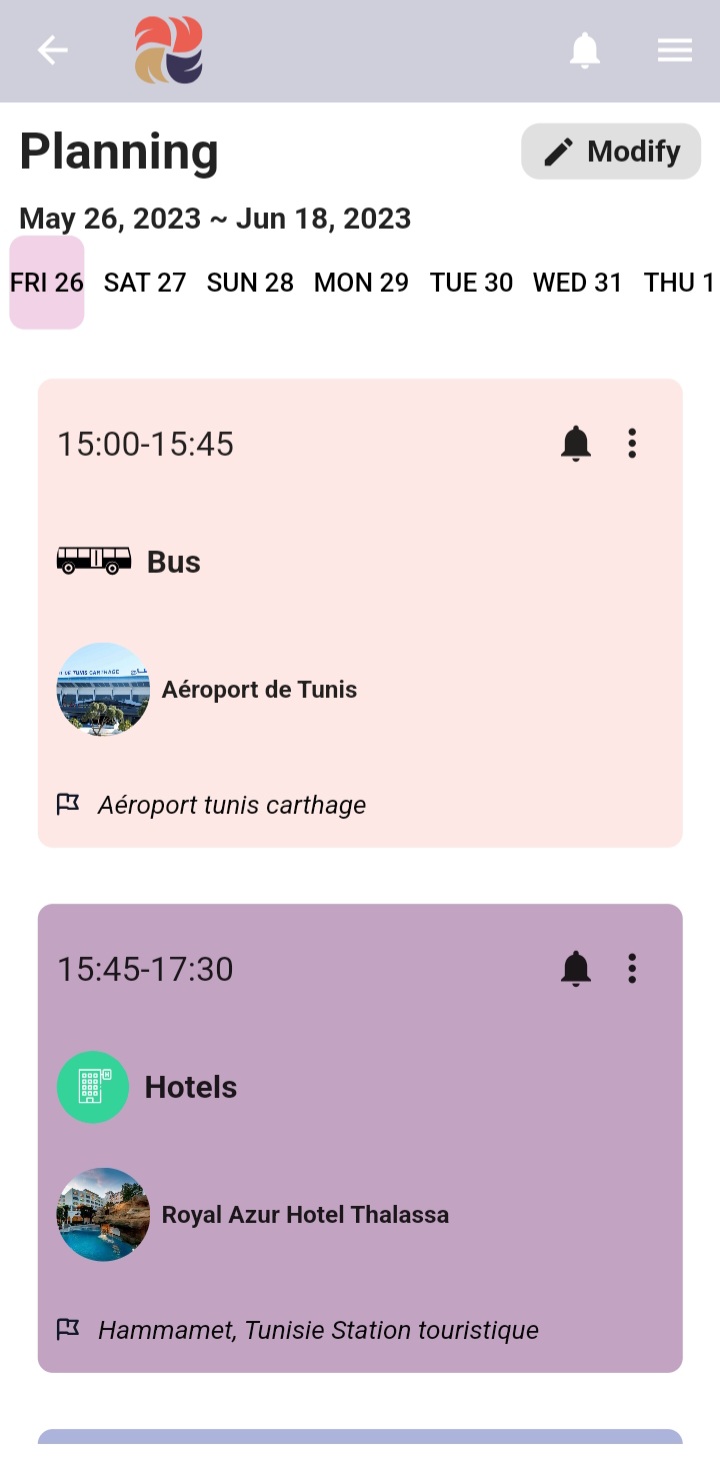 Planning
Modify
May 26, 2023 ~ Jun 18, 2023
FRI 26 SAT 27 SUN 28 MON 29 TUE 30 WED 31 THU 1
15:00-15:45
Bus
Aéroport de Tunis
Aéroport tunis carthage
15:45-17:30
Hotels
Royal Azur Hotel Thalassa
Hammamet, Tunisie Station touristique